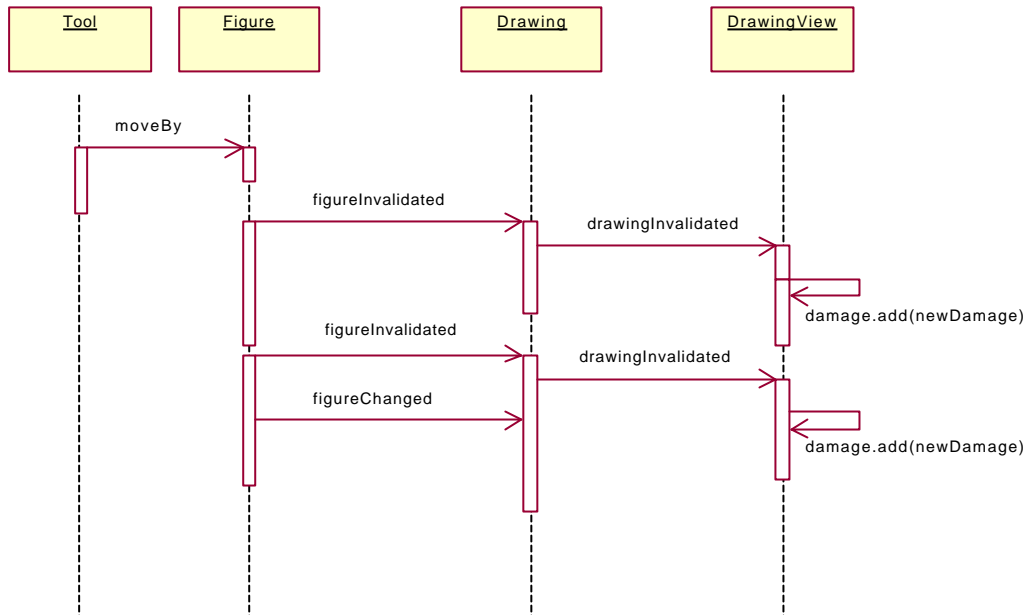 Tool
Figure
Drawing
DrawingView
moveBy
figureInvalidated
drawingInvalidated
damage.add(newDamage)
figureInvalidated
drawingInvalidated
figureChanged
damage.add(newDamage)